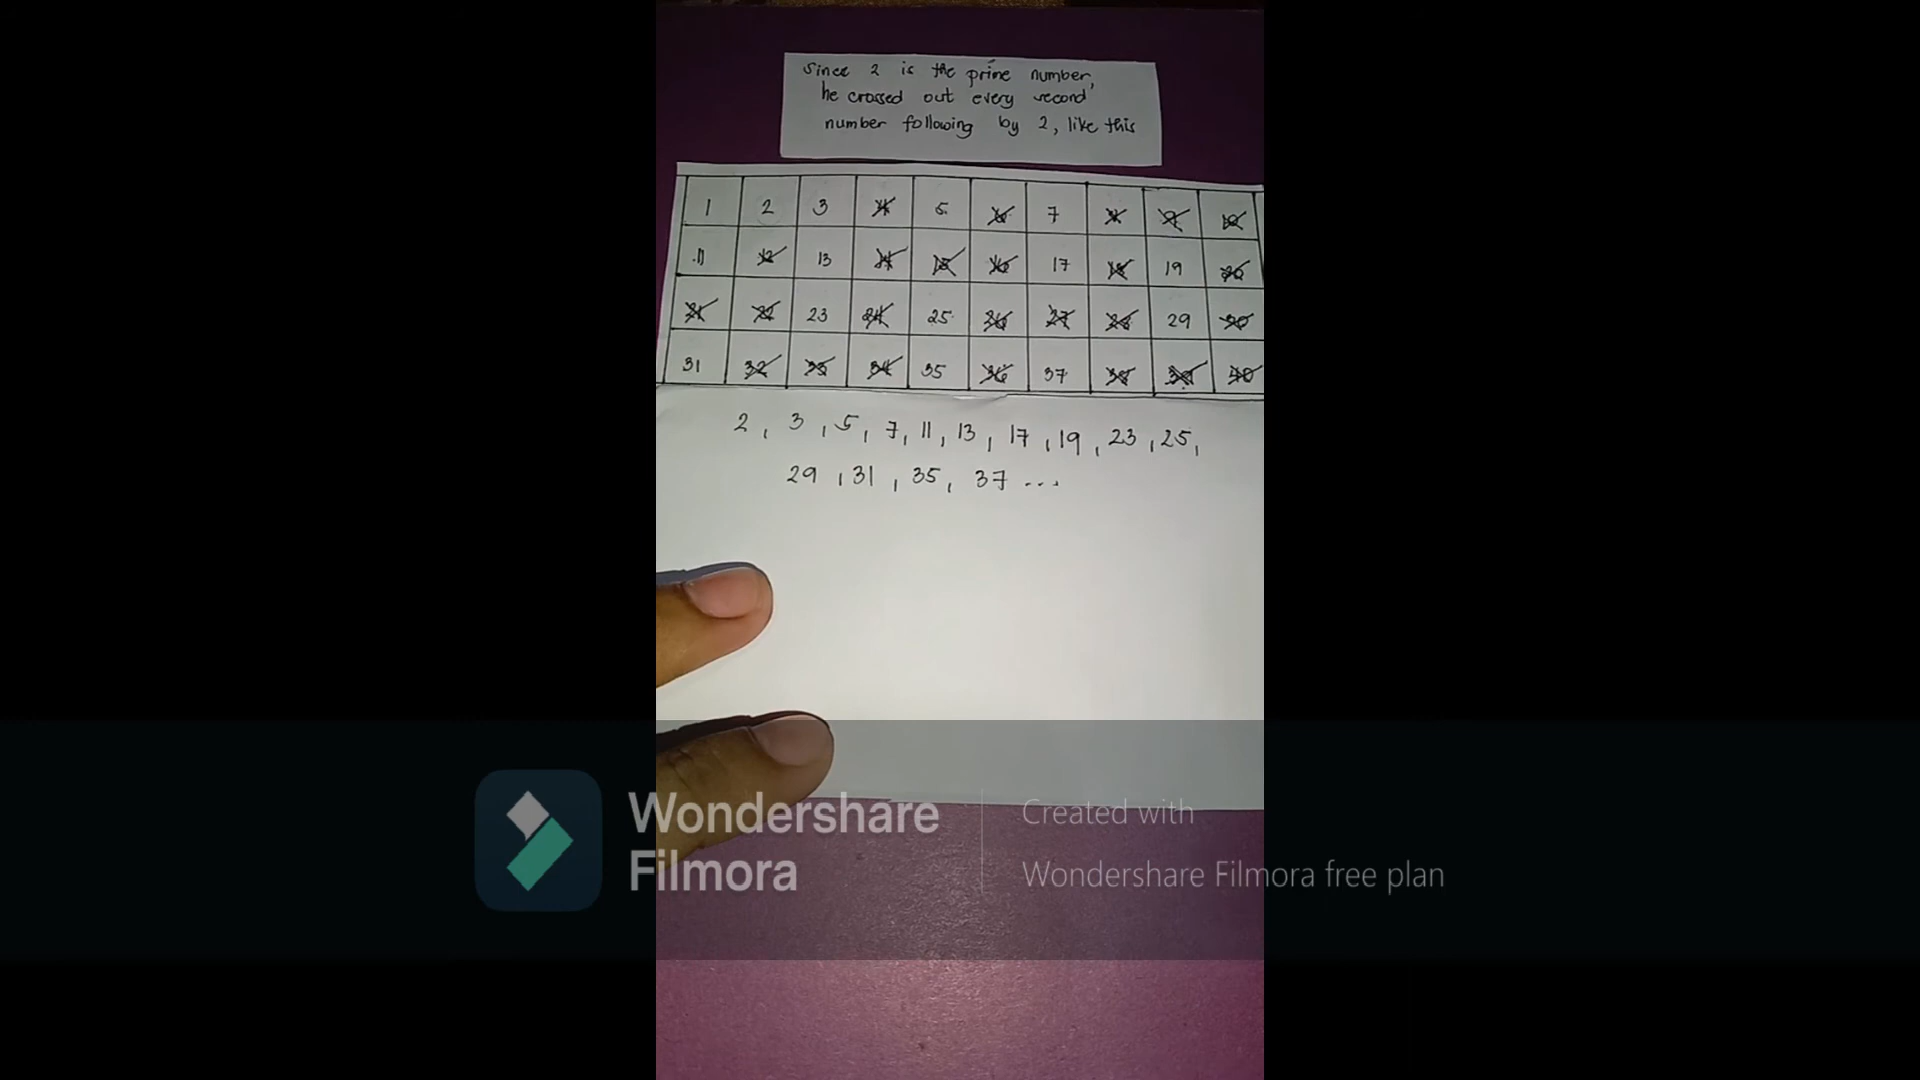 Since 2 is the prime number,
he crossed out every second
number following by 2, like this
1 2 3 4 5 6 7 8 9 10
11 12 13 14 15 16 17 18 19 20
21 22 23 24 25 26 27 28 29 30
31 32 33 34 35 36 37 38 39 40
2, 3, 5, 7, 11, 13, 17, 19, 23, 25,
29, 31, 35, 37 ...
Wondershare
Filmora
Created with
Wondershare Filmora free plan